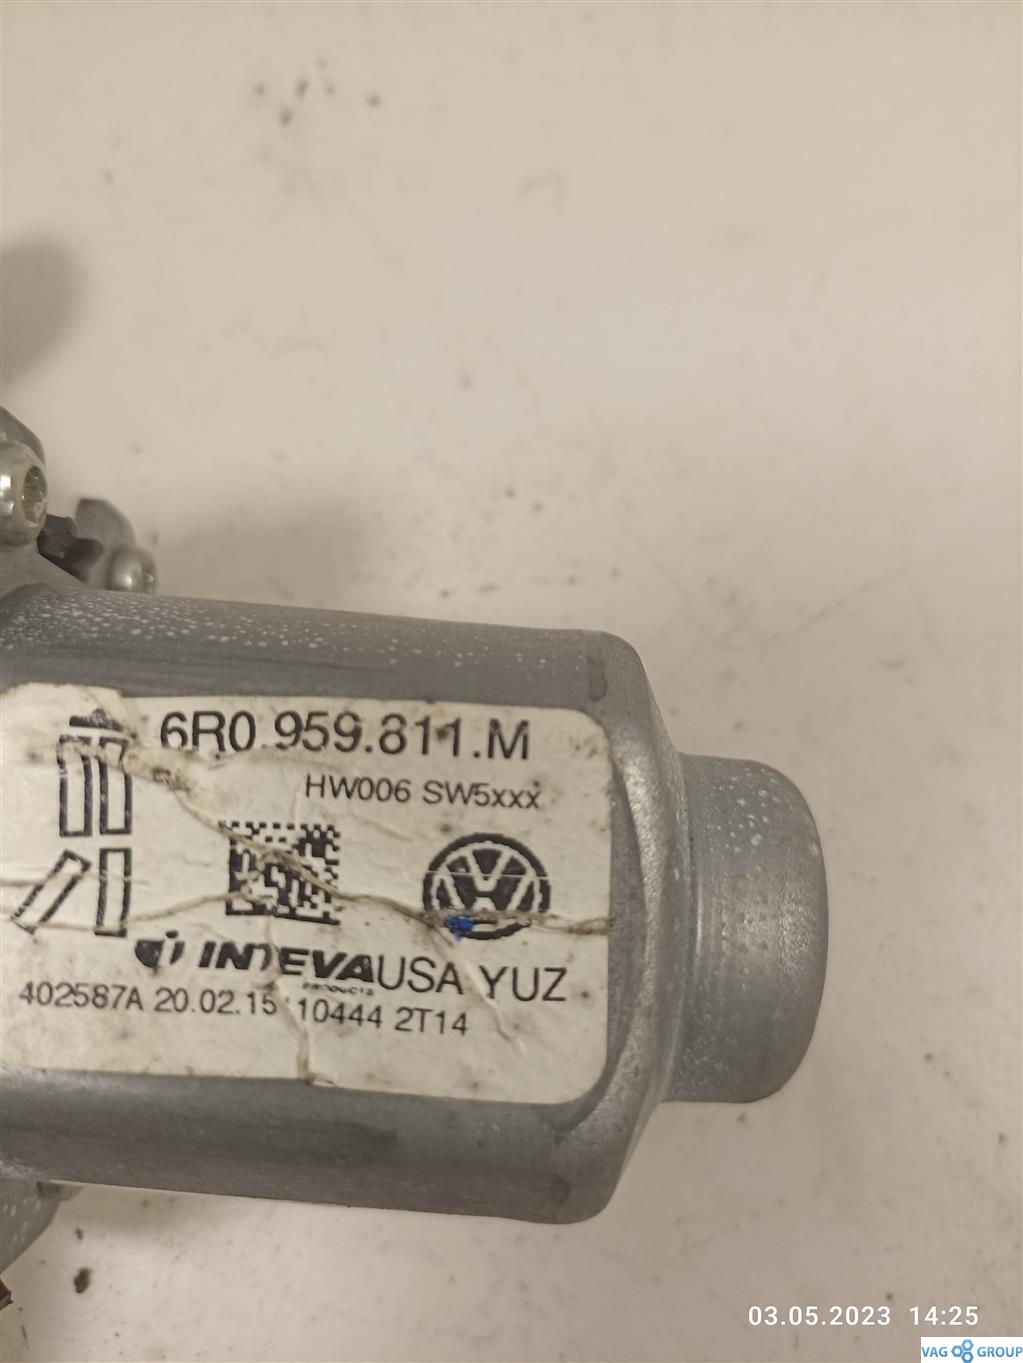 6R0.959.811.M
HW006 SW5xxx
INTEVA USA YUZ
PRODUCTS
402587A 20.02.15 10444 2T14
03.05.2023 14:25
VAG GROUP